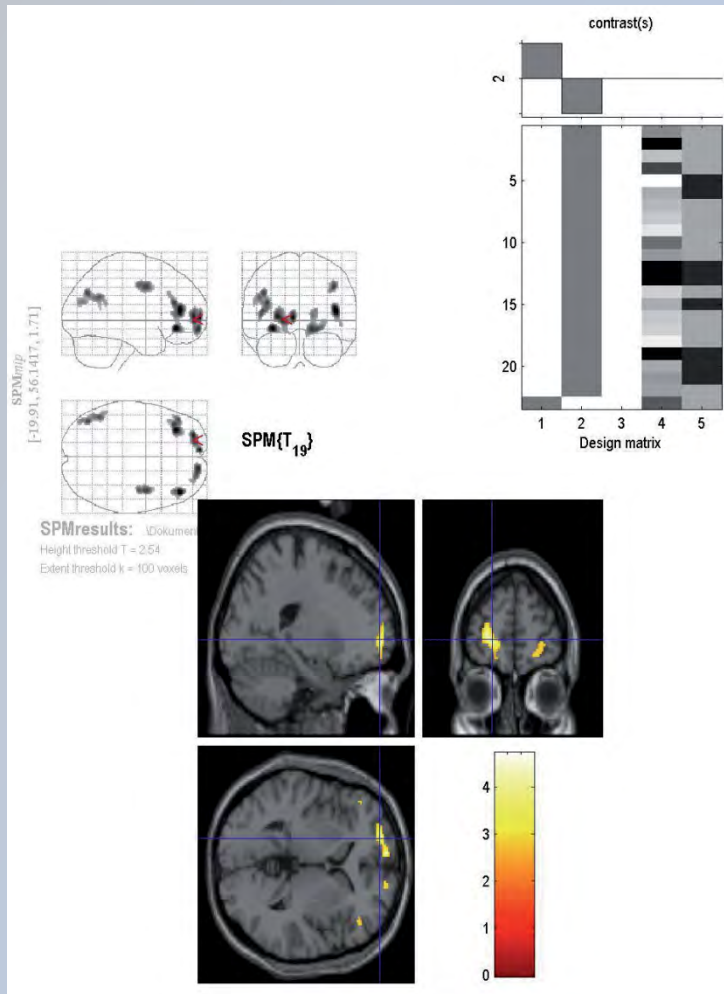 contrast(s)
2
5
10
15
20
1 2 3 4 5
Design matrix
SPMmip
[-19.91, 56.1417, 1.71]
<
<
<
SPM{T19}
SPMresults: .\Dokument
Height threshold T = 2.54
Extent threshold k = 100 voxels
4
3
2
1
0